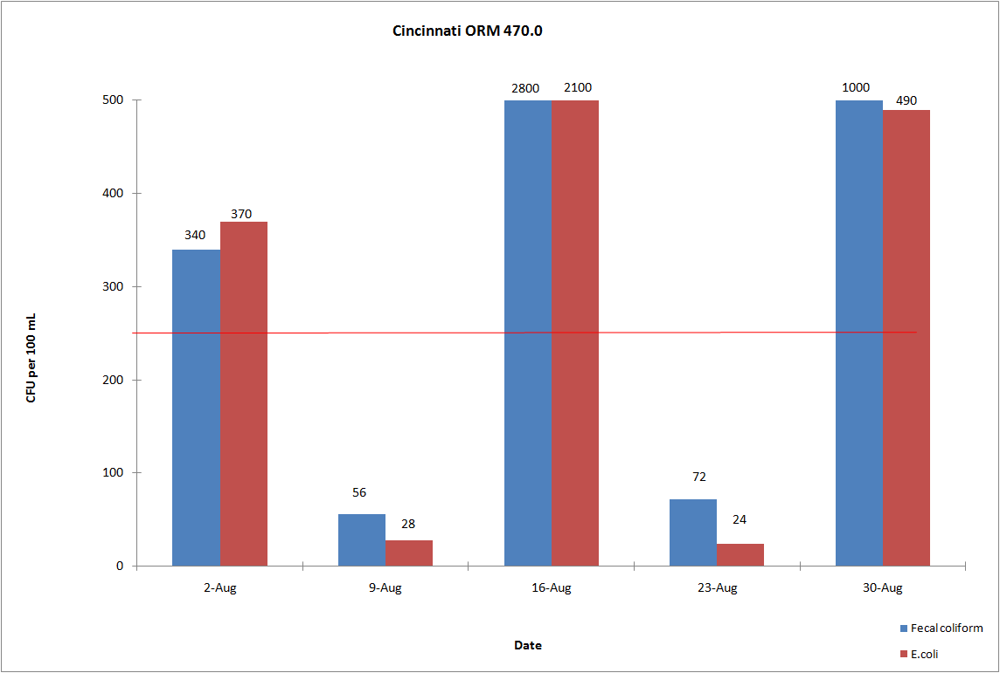 Cincinnati ORM 470.0
CFU per 100 mL
500
400
300
200
100
0
340
370
56
28
2800
2100
72
24
1000
490
2-Aug
9-Aug
16-Aug
23-Aug
30-Aug
Date
Fecal coliform
E.coli